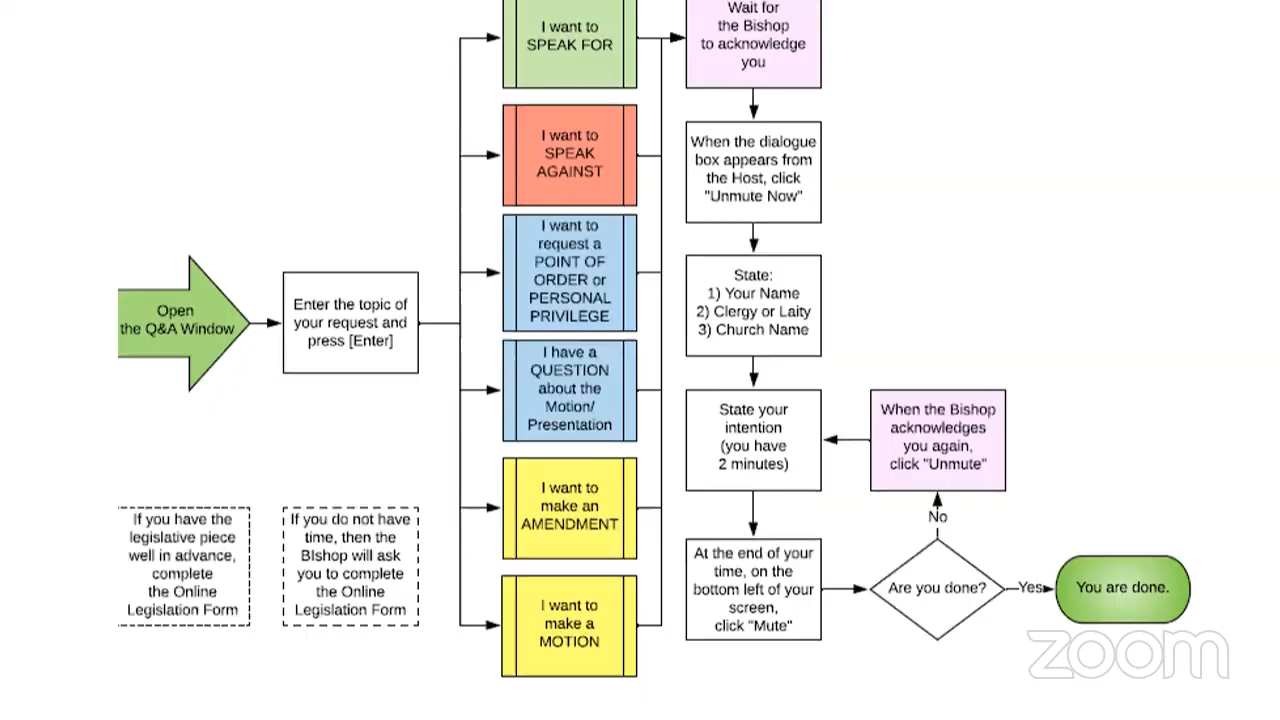 Open
the Q&A Window
Enter the topic of
your request and
press [Enter]
If you have the
legislative piece
well in advance,
complete
the Online
Legislation Form
If you do not have
time, then the
BIshop will ask
you to complete
the Online
Legislation Form
I want to
SPEAK FOR
I want to
SPEAK
AGAINST
I want to
request a
POINT OF
ORDER or
PERSONAL
PRIVILEGE
I have a
QUESTION
about the
Motion/
Presentation
I want to
make an
AMENDMENT
I want to
make a
MOTION
Wait for
the Bishop
to acknowledge
you
When the dialogue
box appears from
the Host, click
"Unmute Now"
State:
1) Your Name
2) Clergy or Laity
3) Church Name
State your
intention
(you have
2 minutes)
At the end of your
time, on the
bottom left of your
screen,
click "Mute"
When the Bishop
acknowledges
you again,
click "Unmute"
No
Are you done?
Yes
You are done.
zoom